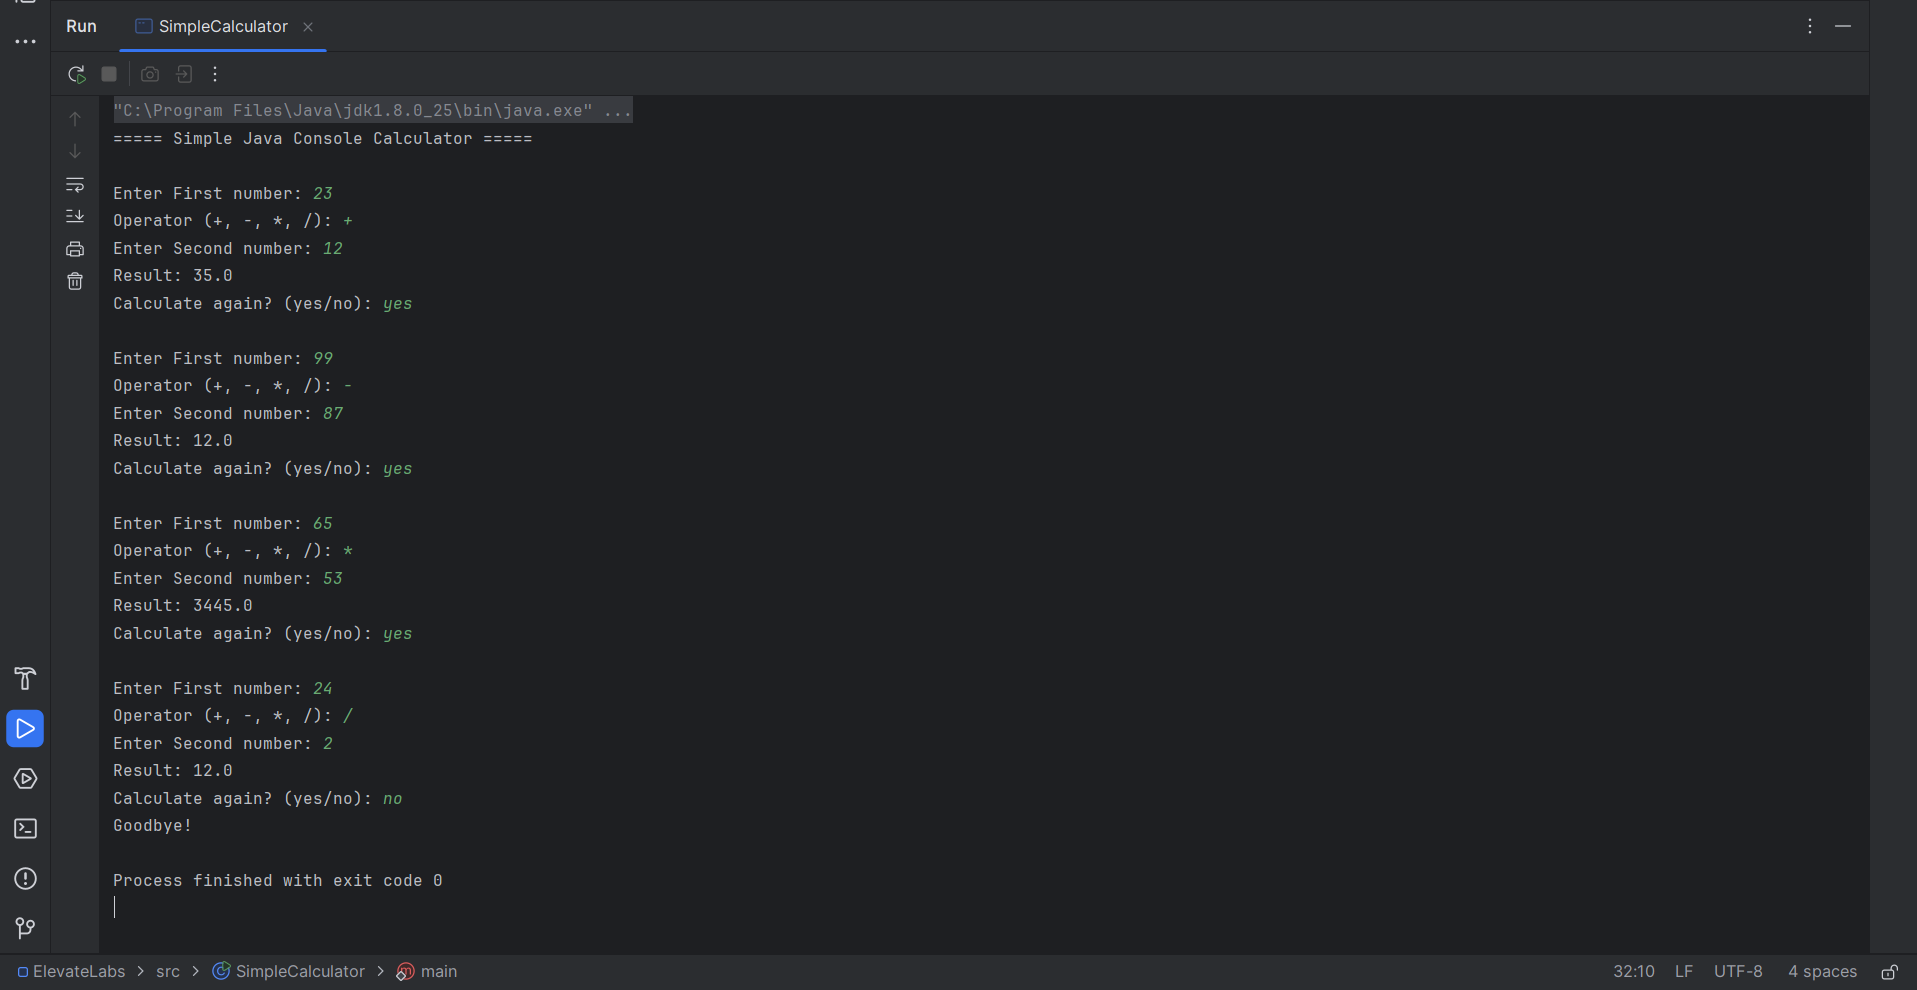 Run SimpleCalculator
"C:\Program Files\Java\jdk1.8.0_25\bin\java.exe" ...
===== Simple Java Console Calculator =====
Enter First number: 23
Operator (+, -, *, /): +
Enter Second number: 12
Result: 35.0
Calculate again? (yes/no): yes
Enter First number: 99
Operator (+, -, *, /): -
Enter Second number: 87
Result: 12.0
Calculate again? (yes/no): yes
Enter First number: 65
Operator (+, -, *, /): *
Enter Second number: 53
Result: 3445.0
Calculate again? (yes/no): yes
Enter First number: 24
Operator (+, -, *, /): /
Enter Second number: 2
Result: 12.0
Calculate again? (yes/no): no
Goodbye!
Process finished with exit code 0
ElevateLabs > src > SimpleCalculator > main 32:10 LF UTF-8 4 spaces